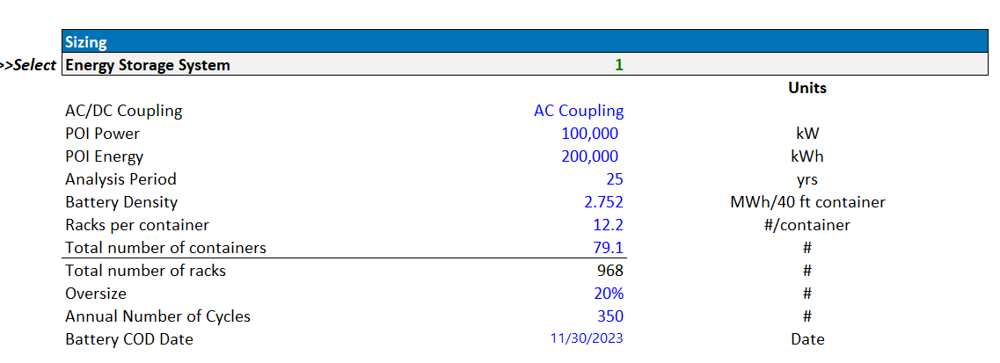 Sizing
>>Select Energy Storage System 1
Units
AC/DC Coupling AC Coupling
POI Power 100,000 kW
POI Energy 200,000 kWh
Analysis Period 25 yrs
Battery Density 2.752 MWh/40 ft container
Racks per container 12.2 #/container
Total number of containers 79.1 #
Total number of racks 968 #
Oversize 20% #
Annual Number of Cycles 350 #
Battery COD Date 11/30/2023 Date